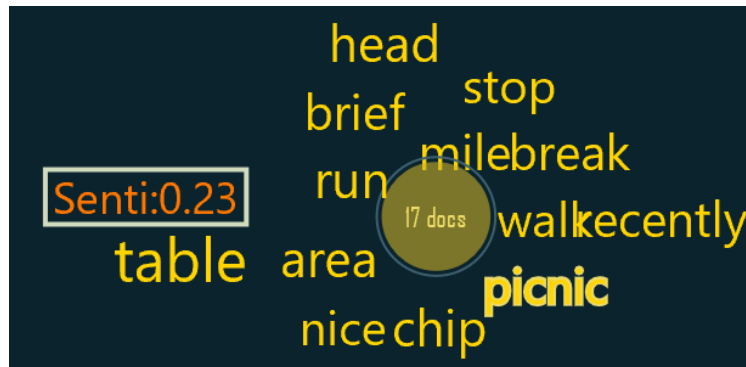 head
stop
brief
milebreak
run
Senti:0.23
17 docs
walkrecently
table
area
picnic
nice chip